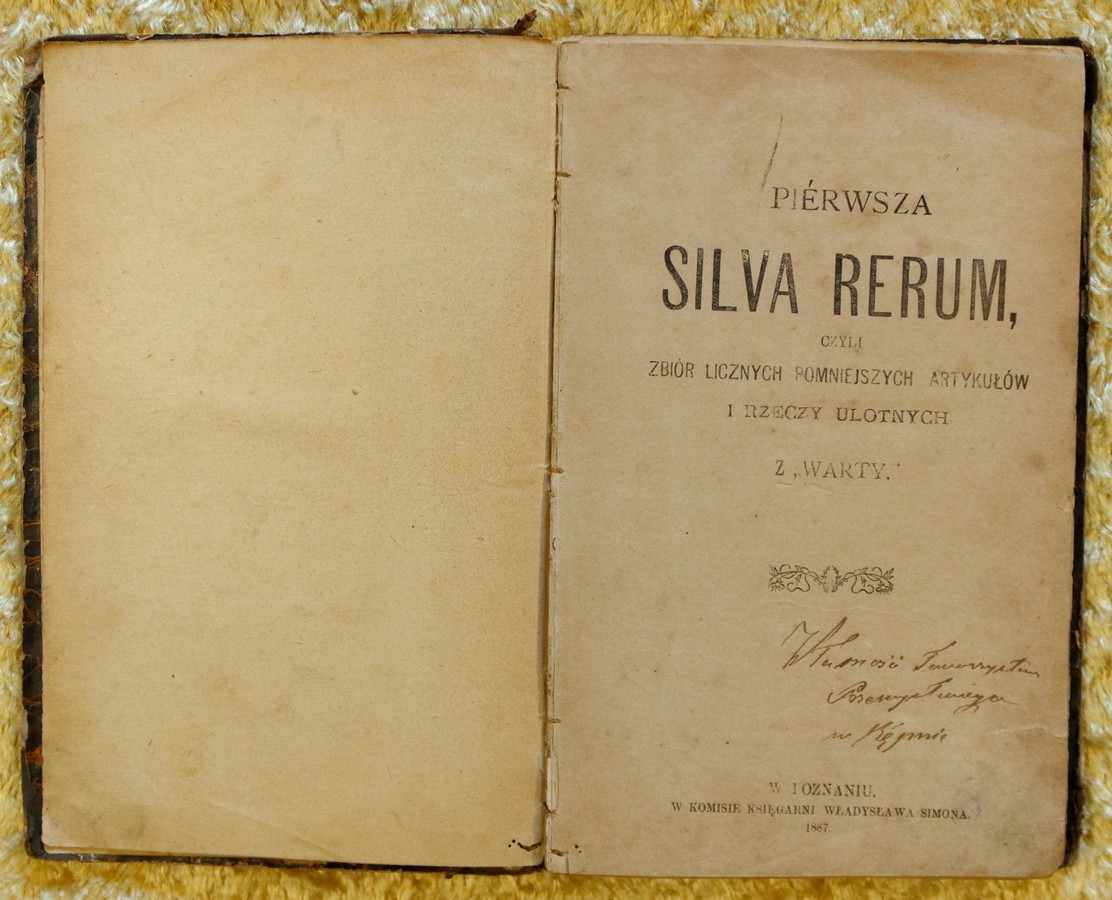 PIÉRWSZA
SILVA RERUM,
CZYLI
ZBIÓR LICZNYCH POMNIEJSZYCH ARTYKUŁÓW
I RZECZY ULOTNYCH
Z „WARTY.“
Własność Towarzystwa
Przemysłowego
w Kępnie
W POZNANIU.
W KOMISIE KSIĘGARNI WŁADYSŁAWA SIMONA.
1887.